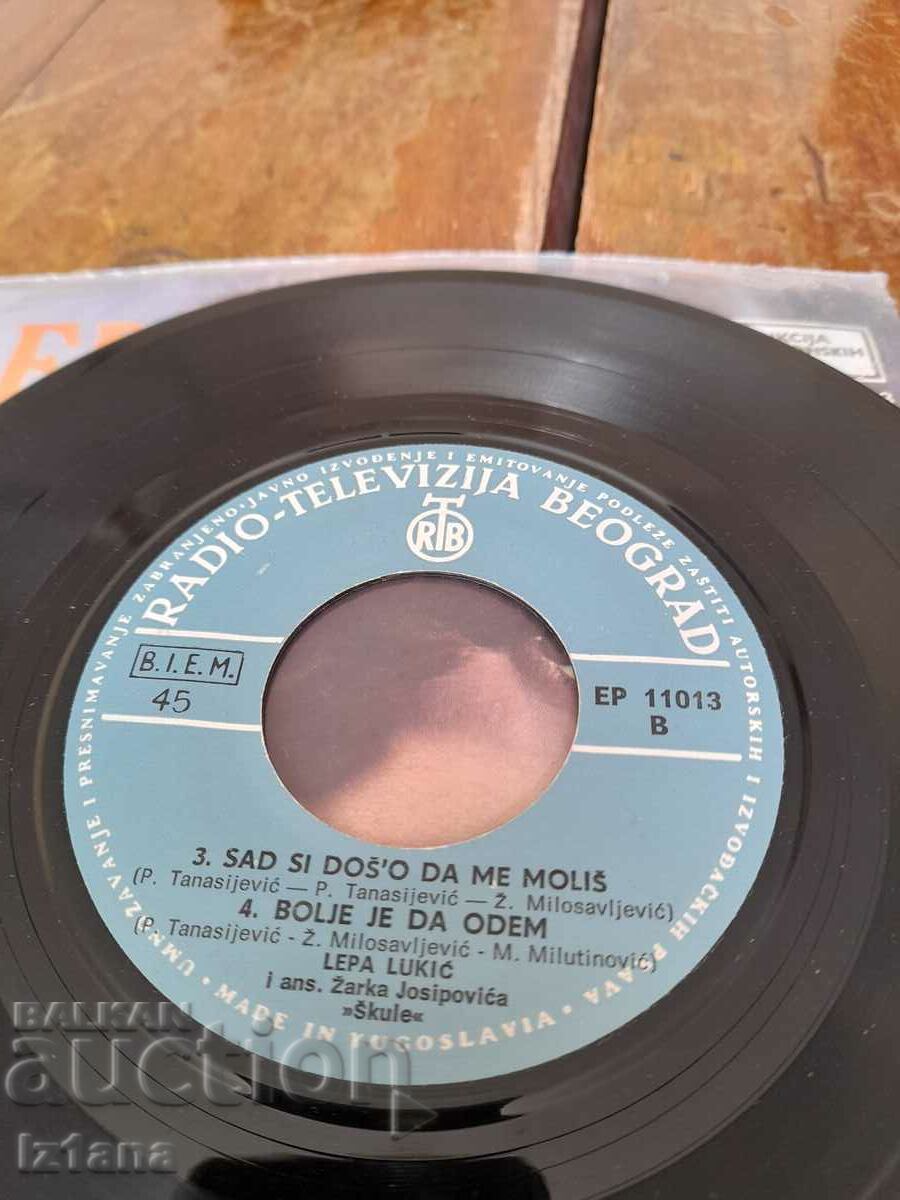 UMNOŽAVANJE I PRESNIMAVANJE ZABRANJENO·JAVNO IZVOĐENJE I EMITOVANJE PODLEŽE ZAŠTITI AUTORSKIH I IZVOĐAČKIH PRAVA·
RADIO-TELEVIZIJA BEOGRAD
RTB
B.I.E.M.
45
EP 11013
B
3. SAD SI DOŠ'O DA ME MOLIŠ
(P. Tanasijević — P. Tanasijević — Ž. Milosavljević)
4. BOLJE JE DA ODEM
(P. Tanasijević - Ž. Milosavljević - M. Milutinović)
LEPA LUKIĆ
i ans. Žarka Josipovića
»Škule«
· MADE IN YUGOSLAVIA ·
BALKAN
auction
Iz1ana